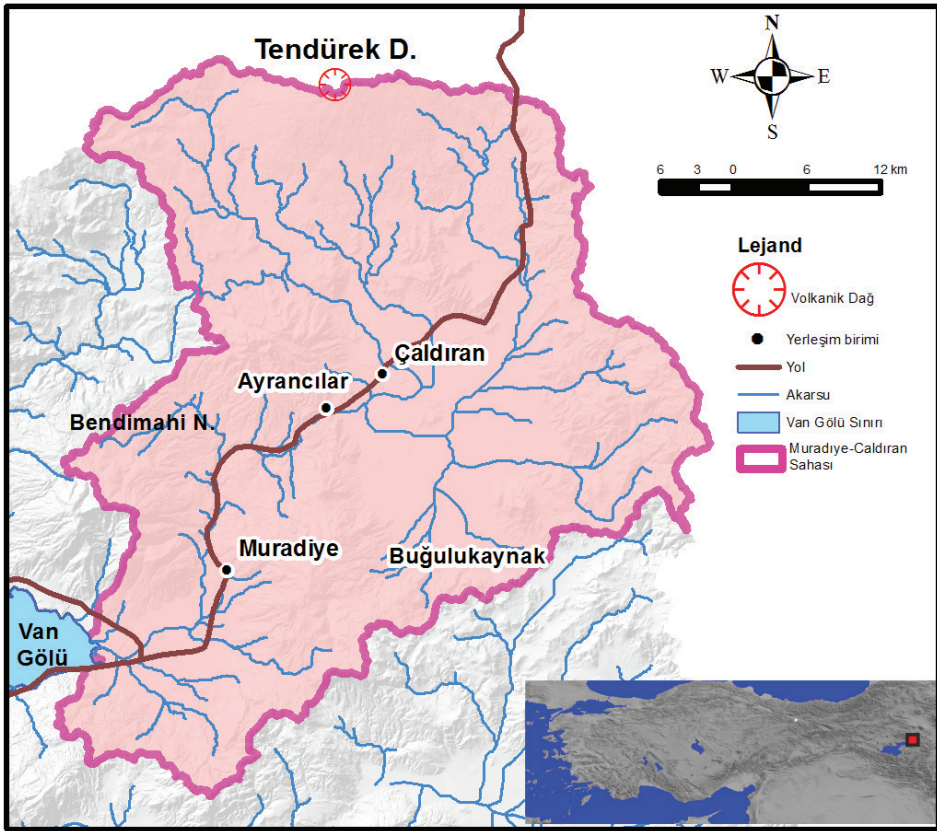 Tendürek D.
N
W
E
S
6 3 0 6 12 km
Lejand
Volkanik Dağ
Yerleşim birimi
Yol
Akarsu
Van Gölü Sınırı
Muradiye-Caldıran
Sahası
Çaldıran
Ayrancılar
Bendimahi N.
Muradiye
Buğulukaynak
Van
Gölü